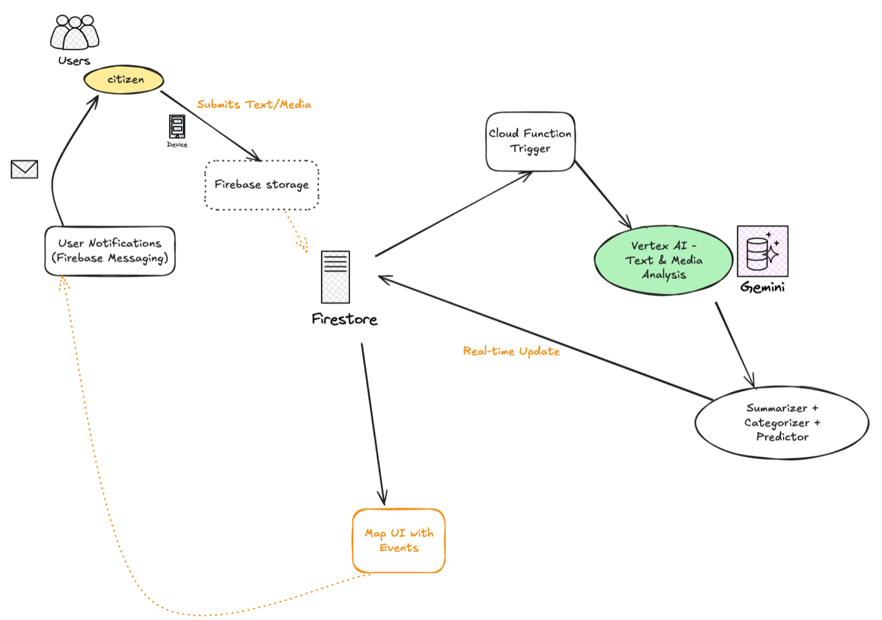 Users
citizen
Submits Text/Media
Device
Firebase storage
User Notifications
(Firebase Messaging)
Firestore
Cloud Function
Trigger
Vertex AI -
Text & Media
Analysis
Gemini
Real-time Update
Summarizer +
Categorizer +
Predictor
Map UI with
Events